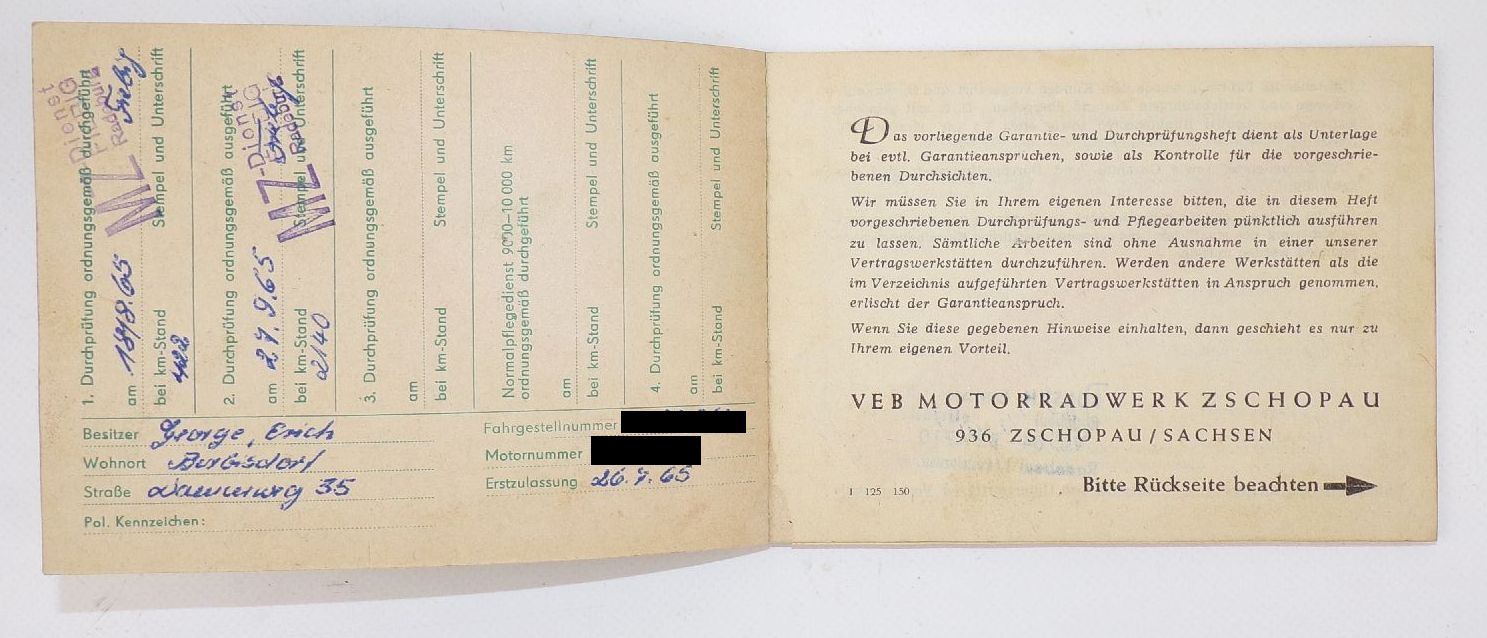 1. Durchprüfung ordnungsgemäß durchgeführt
am 18/8.65
bei km-Stand 422 Stempel und Unterschrift
MZ-Dienst
Radeburg
2. Durchprüfung ordnungsgemäß ausgeführt
am 27.9.65
bei km-Stand 2140 Stempel und Unterschrift
MZ-Dienst
Radeburg
3. Durchprüfung ordnungsgemäß ausgeführt
am
bei km-Stand Stempel und Unterschrift
Normalpflegedienst 9000-10 000 km
ordnungsgemäß durchgeführt
am
bei km-Stand Stempel und Unterschrift
4. Durchprüfung ordnungsgemäß ausgeführt
am
bei km-Stand Stempel und Unterschrift
Besitzer George, Erich
Wohnort Berbisdorf
Straße 35
Pol. Kennzeichen:
Fahrgestellnummer
Motornummer
Erstzulassung 26.7.65
Das vorliegende Garantie- und Durchprüfungsheft dient als Unterlage
bei evtl. Garantieanspruchen, sowie als Kontrolle für die vorgeschrie-
benen Durchsichten.
Wir müssen Sie in Ihrem eigenen Interesse bitten, die in diesem Heft
vorgeschriebenen Durchprüfungs- und Pflegearbeiten pünktlich ausführen
zu lassen. Sämtliche Arbeiten sind ohne Ausnahme in einer unserer
Vertragswerkstätten durchzuführen. Werden andere Werkstätten als die
im Verzeichnis aufgeführten Vertragswerkstätten in Anspruch genommen,
erlischt der Garantieanspruch.
Wenn Sie diese gegebenen Hinweise einhalten, dann geschieht es nur zu
Ihrem eigenen Vorteil.
VEB MOTORRADWERK ZSCHOPAU
936 ZSCHOPAU/SACHSEN
1 125 150
Bitte Rückseite beachten